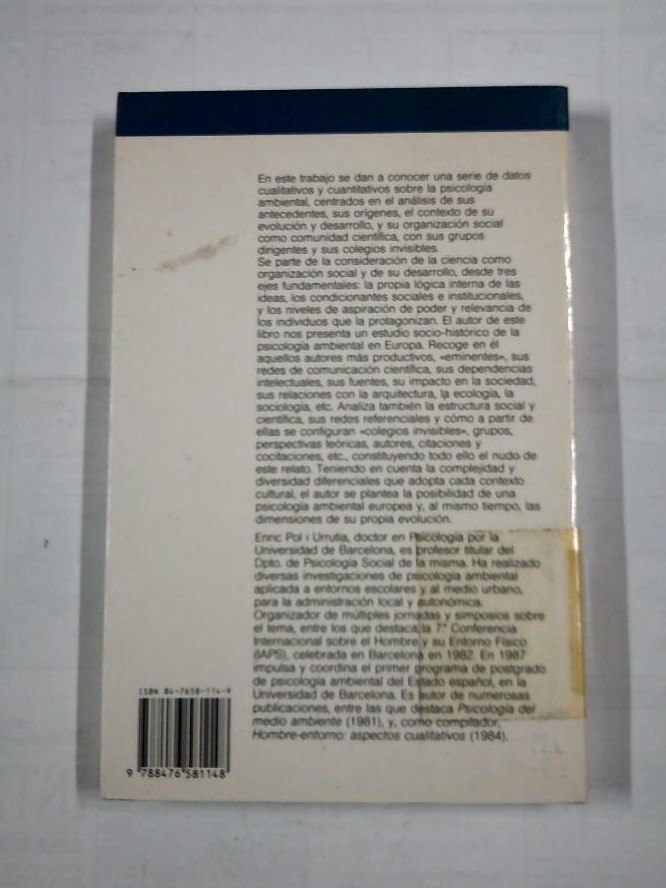 En este trabajo se dan a conocer una serie de datos
cualitativos y cuantitativos sobre la psicología
ambiental, centrados en el análisis de sus
antecedentes, sus orígenes, el contexto de su
evolución y desarrollo, y su organización social
como comunidad científica, con sus grupos
dirigentes y sus colegios invisibles.
Se parte de la consideración de la ciencia como
organización social y de su desarrollo, desde tres
ejes fundamentales: la propia lógica interna de las
ideas, los condicionantes sociales e institucionales,
y los niveles de aspiración de poder y relevancia de
los individuos que la protagonizan. El autor de este
libro nos presenta un estudio socio-histórico de la
psicología ambiental en Europa. Recoge en él
aquellos autores más productivos, «eminentes», sus
redes de comunicación científica, sus dependencias
intelectuales, sus fuentes, su impacto en la sociedad,
sus relaciones con la arquitectura, la ecología, la
sociología, etc. Analiza también la estructura social y
científica, sus redes referenciales y cómo a partir de
ellas se configuran «colegios invisibles», grupos,
perspectivas teóricas, autores, citaciones y
cocitaciones, etc., constituyendo todo ello el nudo de
este relato. Teniendo en cuenta la complejidad y
diversidad diferenciales que adopta cada contexto
cultural, el autor se plantea la posibilidad de una
psicología ambiental europea y, al mismo tiempo, las
dimensiones de su propia evolución.
Enric Pol i Urrutia, doctor en Psicología por la
Universidad de Barcelona, es profesor titular del
Dpto. de Psicología Social de la misma. Ha realizado
diversas investigaciones de psicología ambiental
aplicada a entornos escolares y al medio urbano,
para la administración local y autonómica.
Organizador de múltiples jornadas y simposios sobre
el tema, entre los que destaca la 7.ª Conferencia
Internacional sobre el Hombre y su Entorno Físico
(IAPS), celebrada en Barcelona en 1982. En 1987
impulsa y coordina el primer programa de postgrado
de psicología ambiental del Estado español, en la
Universidad de Barcelona. Es autor de numerosas
publicaciones, entre las que destaca Psicología del
medio ambiente (1981), y, como compilador,
Hombre-entorno: aspectos cualitativos (1984).
ISBN 84-7658-114-9
9 788476 581148